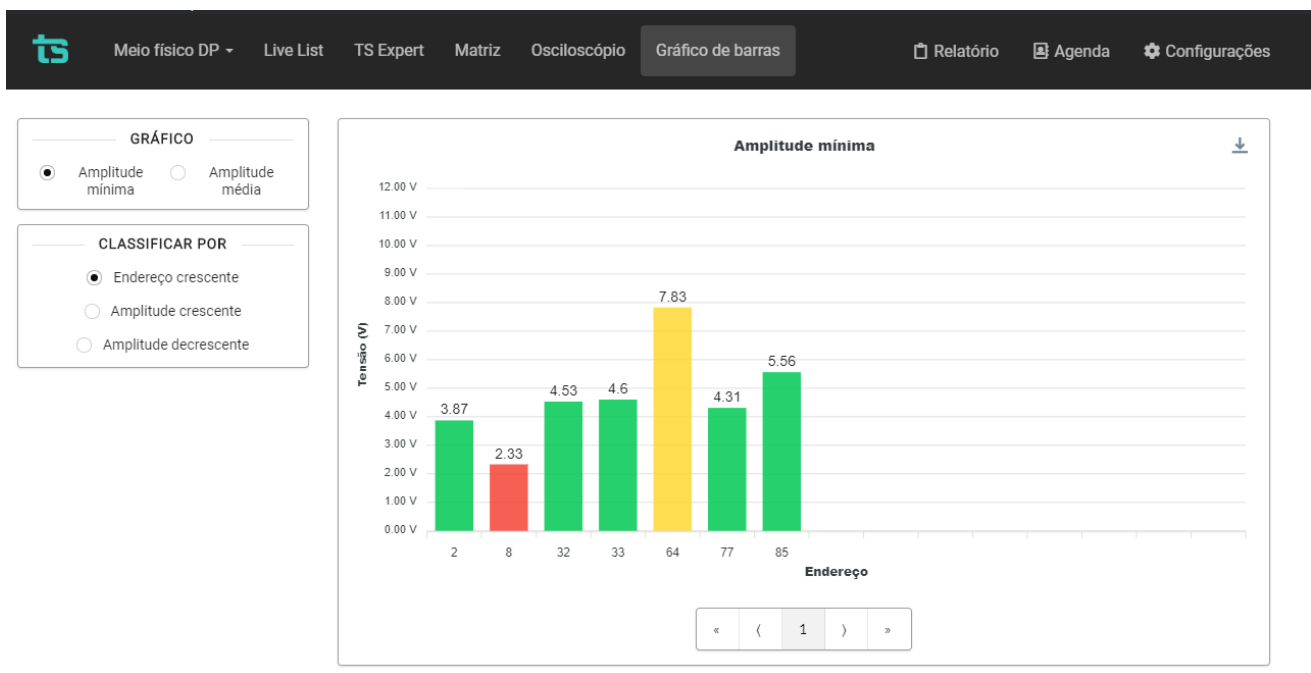 ts Meio físico DP Live List TS Expert Matriz Osciloscópio Gráfico de barras Relatório Agenda Configurações
GRÁFICO
Amplitude mínima
Amplitude média
CLASSIFICAR POR
Endereço crescente
Amplitude crescente
Amplitude decrescente
Amplitude mínima
Tensão (V)
12.00 V
11.00 V
10.00 V
9.00 V
8.00 V
7.00 V
6.00 V
5.00 V
4.00 V
3.00 V
2.00 V
1.00 V
0.00 V
3.87 2.33 4.53 4.6 7.83 4.31 5.56
2 8 32 33 64 77 85
Endereço
« ⟨ 1 ⟩ »